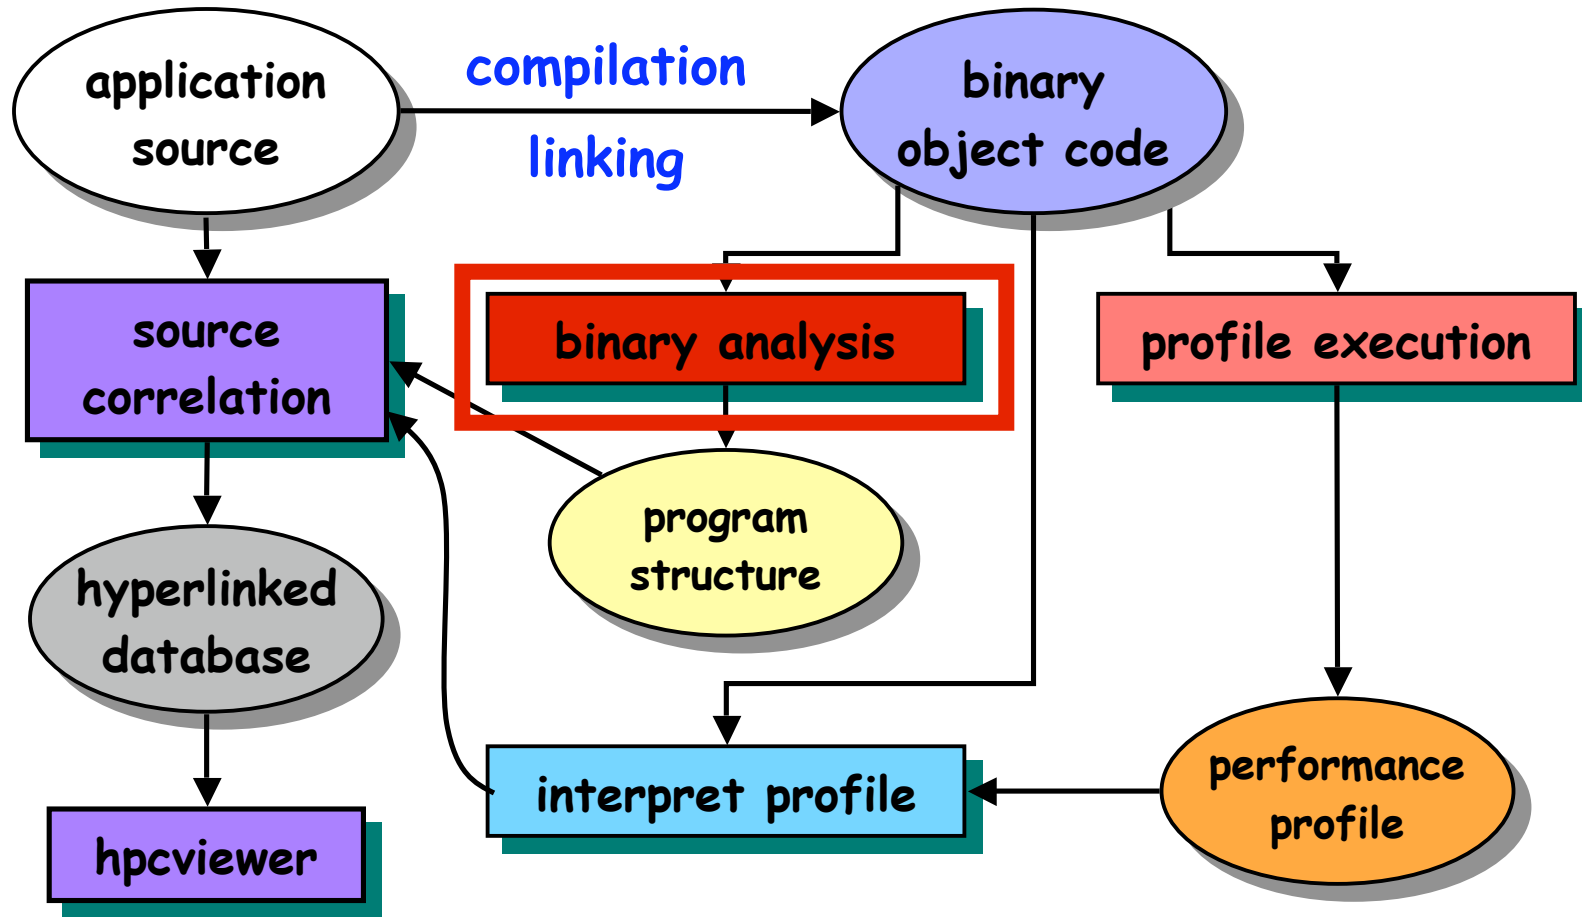 application
source
compilation
linking
binary
object code
source
correlation
binary analysis
profile execution
program
structure
hyperlinked
database
interpret profile
performance
profile
hpcviewer